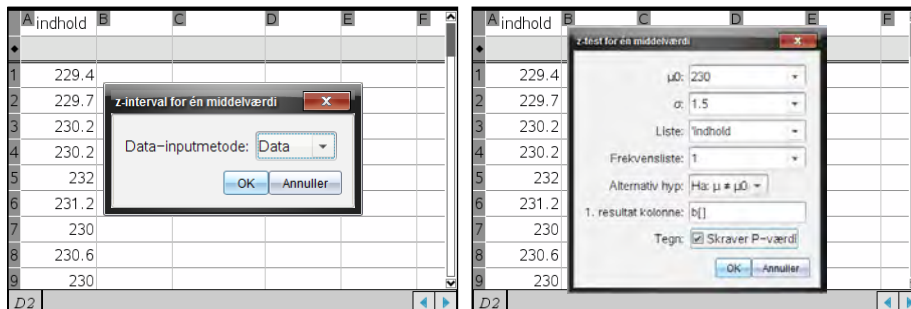 A indhold B C D E F
◆
1 229.4
2 229.7
3 230.2
4 230.2
5 232
6 231.2
7 230
8 230.6
9 230
D2
z-interval for én middelværdi
Data-inputmetode: Data
OK Annuller
A indhold B C D E F
◆
1 229.4
2 229.7
3 230.2
4 230.2
5 232
6 231.2
7 230
8 230.6
9 230
D2
z-test for én middelværdi
μ0: 230
σ: 1.5
Liste: 'indhold
Frekvensliste: 1
Alternativ hyp: Ha: μ ≠ μ0
1. resultat kolonne: b[]
Tegn: Skraver P-værdi
OK Annuller